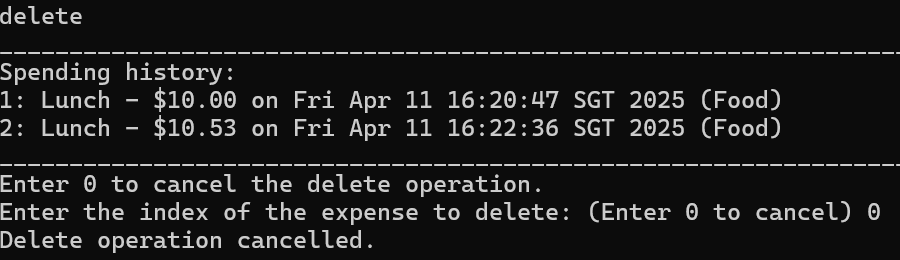 delete
Spending history:
1: Lunch - $10.00 on Fri Apr 11 16:20:47 SGT 2025 (Food)
2: Lunch - $10.53 on Fri Apr 11 16:22:36 SGT 2025 (Food)
Enter 0 to cancel the delete operation.
Enter the index of the expense to delete: (Enter 0 to cancel) 0
Delete operation cancelled.